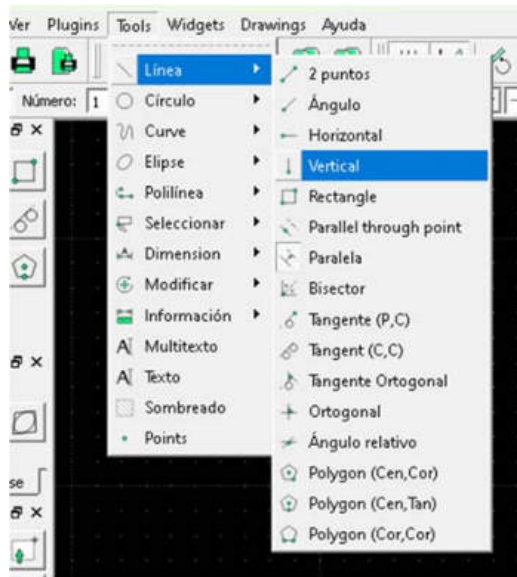 Ver Plugins Tools Widgets Drawings Ayuda
Número: 1
Línea
Círculo
Curve
Elipse
Polilínea
Seleccionar
Dimension
Modificar
Información
Multitexto
Texto
Sombreado
Points
2 puntos
Ángulo
Horizontal
Vertical
Rectangle
Parallel through point
Paralela
Bisector
Tangente (P,C)
Tangent (C,C)
Tangente Ortogonal
Ortogonal
Ángulo relativo
Polygon (Cen,Cor)
Polygon (Cen,Tan)
Polygon (Cor,Cor)
se